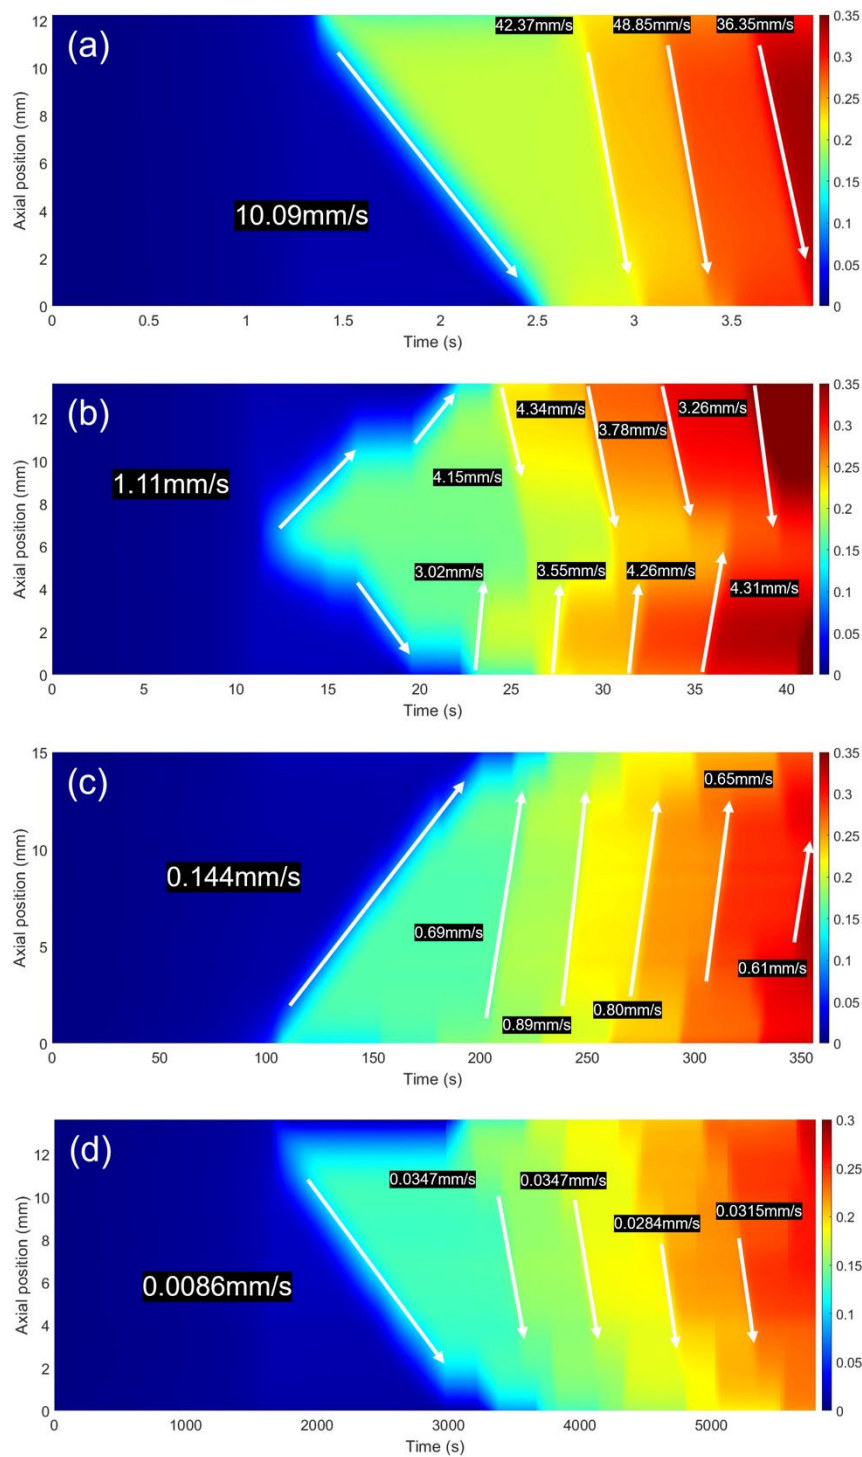 (a)
42.37mm/s
48.85mm/s
36.35mm/s
10.09mm/s
Axial position (mm)
12
10
8
6
4
2
0
0
0.5
1
1.5
2
2.5
3
3.5
Time (s)
0.35
0.3
0.25
0.2
0.15
0.1
0.05
0
(b)
4.34mm/s
3.78mm/s
3.26mm/s
1.11mm/s
4.15mm/s
3.02mm/s
3.55mm/s
4.26mm/s
4.31mm/s
Axial position (mm)
12
10
8
6
4
2
0
0
5
10
15
20
25
30
35
40
Time (s)
0.35
0.3
0.25
0.2
0.15
0.1
0.05
0
(c)
0.65mm/s
0.144mm/s
0.69mm/s
0.89mm/s
0.80mm/s
0.61mm/s
Axial position (mm)
15
10
5
0
0
50
100
150
200
250
300
350
Time (s)
0.35
0.3
0.25
0.2
0.15
0.1
0.05
0
(d)
0.0347mm/s
0.0347mm/s
0.0284mm/s
0.0315mm/s
0.0086mm/s
Axial position (mm)
12
10
8
6
4
2
0
0
1000
2000
3000
4000
5000
Time (s)
0.3
0.25
0.2
0.15
0.1
0.05
0